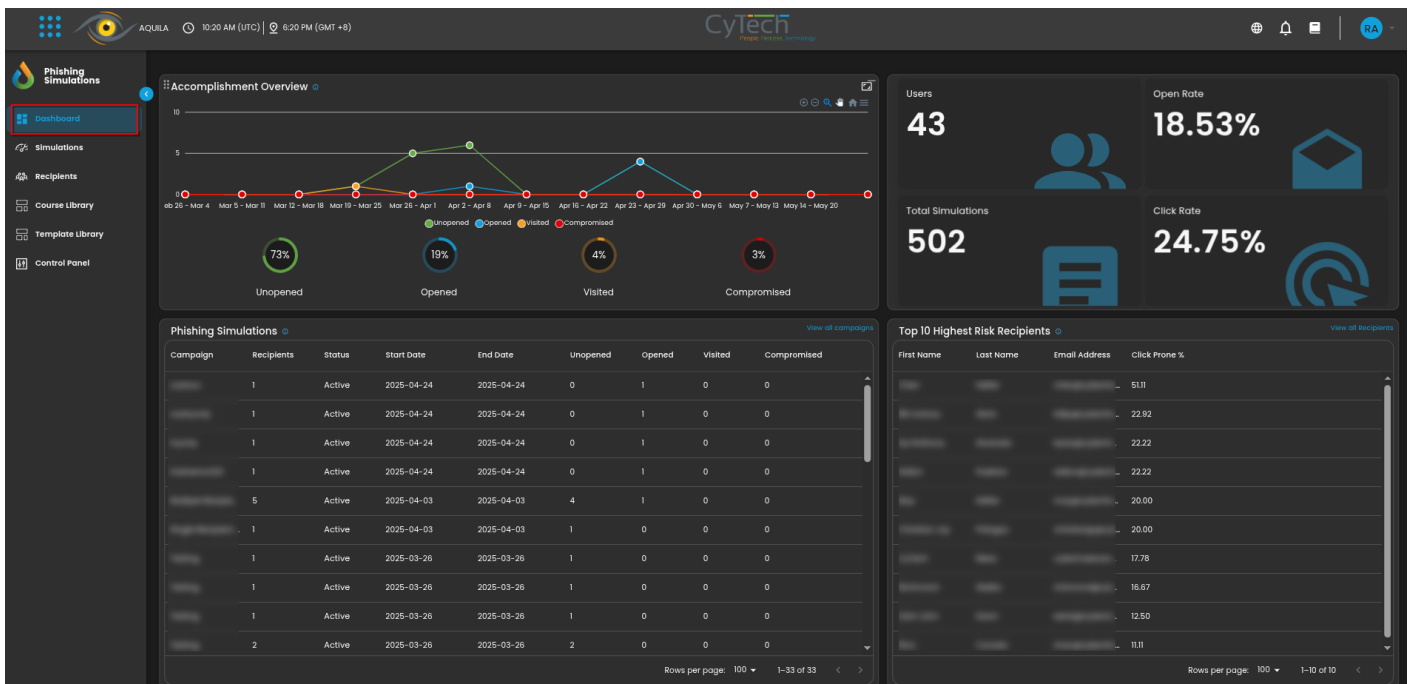 AQUILA 10:20 AM (UTC) | 6:20 PM (GMT +8)
CyTech
People Process Technology
RA
Phishing
Simulations
Dashboard
Simulations
Recipients
Course Library
Template Library
Control Panel
Accomplishment Overview
10
5
0
eb 26 - Mar 4 Mar 5 - Mar 11 Mar 12 - Mar 18 Mar 19 - Mar 25 Mar 26 - Apr 1 Apr 2 - Apr 8 Apr 9 - Apr 15 Apr 16 - Apr 22 Apr 23 - Apr 29 Apr 30 - May 6 May 7 - May 13 May 14 - May 20
Unopened Opened Visited Compromised
73% 19% 4% 3%
Unopened Opened Visited Compromised
Users Open Rate
43 18.53%
Total Simulations Click Rate
502 24.75%
Phishing Simulations View all campaigns
Campaign Recipients Status Start Date End Date Unopened Opened Visited Compromised
1 Active 2025-04-24 2025-04-24 0 1 0 0
1 Active 2025-04-24 2025-04-24 0 1 0 0
1 Active 2025-04-24 2025-04-24 0 1 0 0
1 Active 2025-04-24 2025-04-24 0 1 0 0
5 Active 2025-04-03 2025-04-03 4 1 0 0
1 Active 2025-04-03 2025-04-03 1 0 0 0
1 Active 2025-03-26 2025-03-26 1 0 0 0
1 Active 2025-03-26 2025-03-26 1 0 0 0
1 Active 2025-03-26 2025-03-26 1 0 0 0
2 Active 2025-03-26 2025-03-26 2 0 0 0
Rows per page: 100 1–33 of 33
Top 10 Highest Risk Recipients View all Recipients
First Name Last Name Email Address Click Prone %
51.11
22.92
22.22
22.22
20.00
20.00
17.78
16.67
12.50
11.11
Rows per page: 100 1–10 of 10